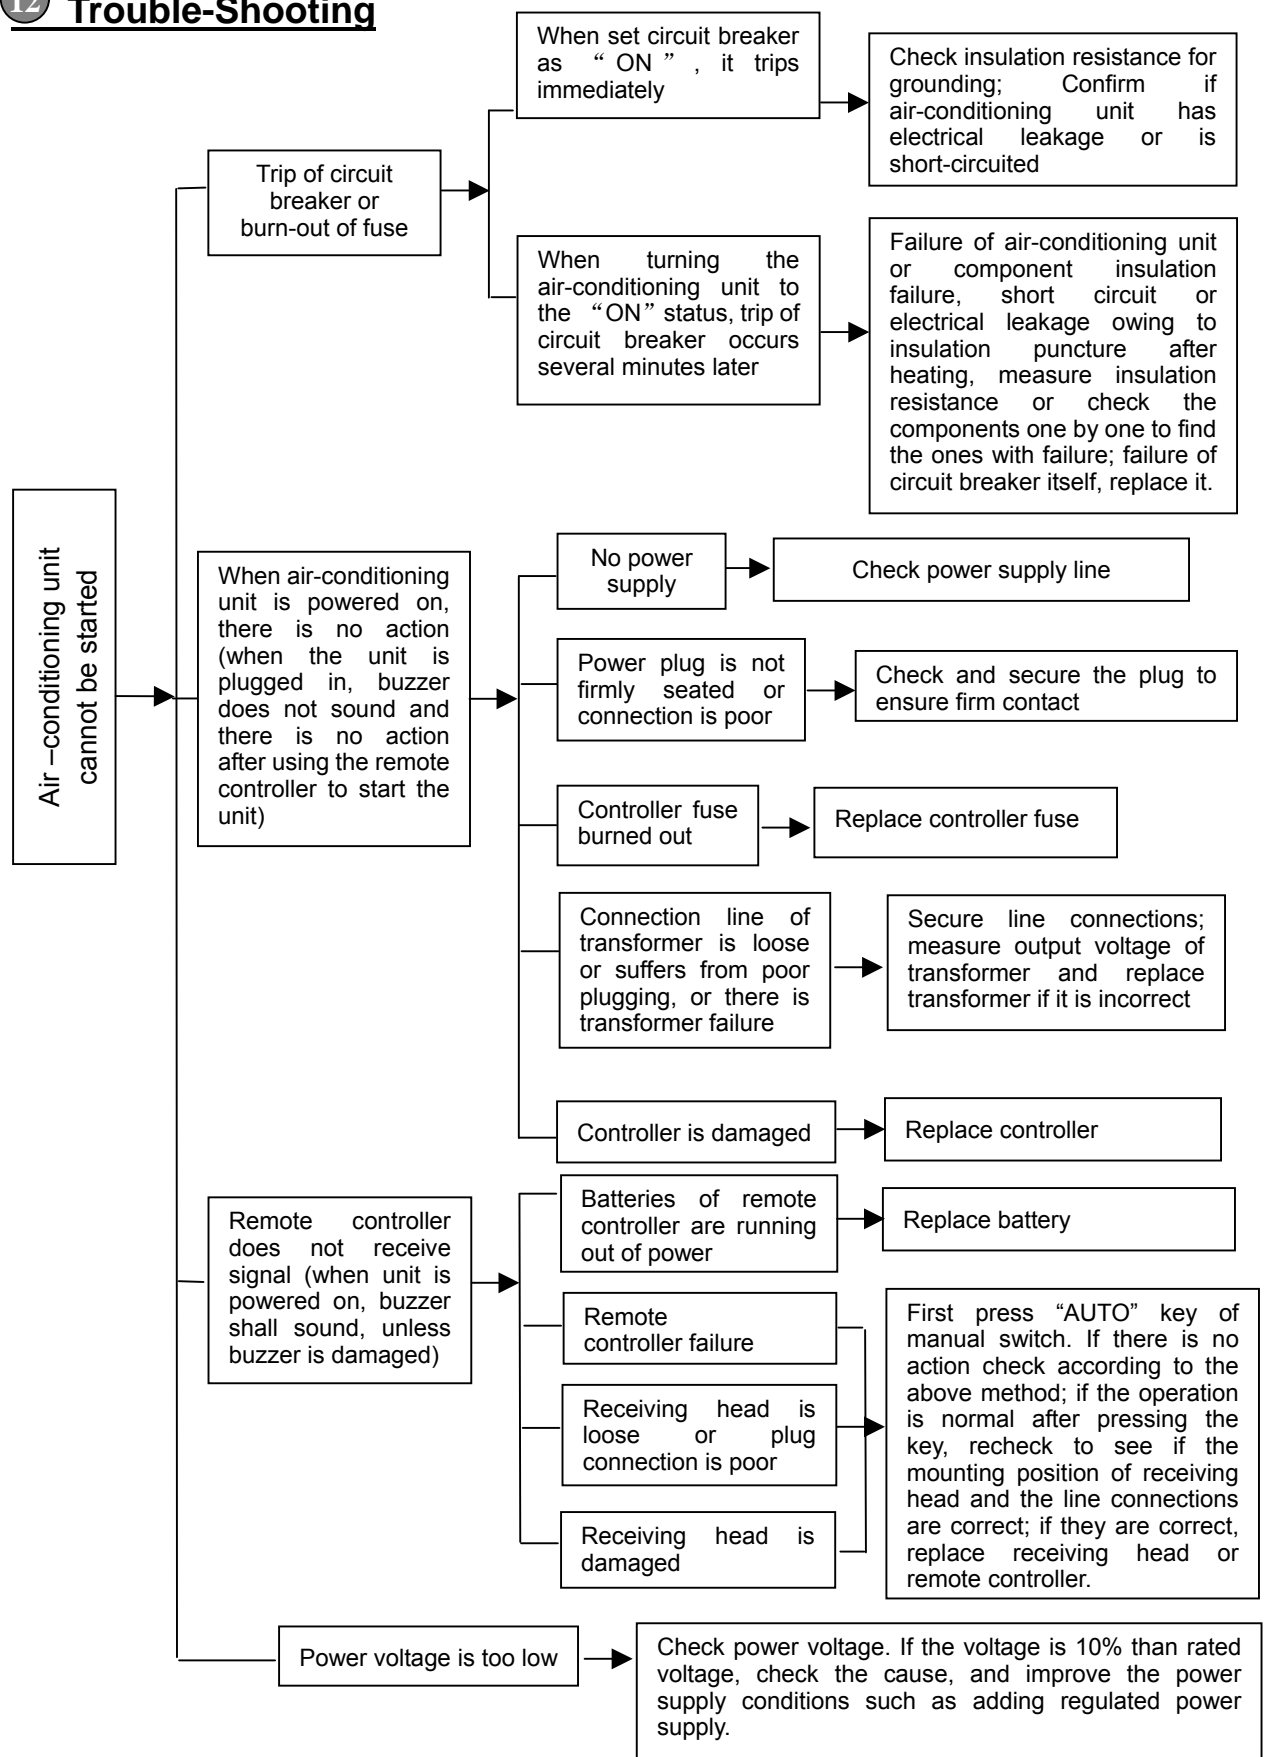 12 Trouble-Shooting
When set circuit breaker
as “ON”, it trips
immediately
Check insulation resistance for
grounding; Confirm if
air-conditioning unit has
electrical leakage or is
short-circuited
Trip of circuit
breaker or
burn-out of fuse
When turning the
air-conditioning unit to
the “ON” status, trip of
circuit breaker occurs
several minutes later
Failure of air-conditioning unit
or component insulation
failure, short circuit or
electrical leakage owing to
insulation puncture after
heating, measure insulation
resistance or check the
components one by one to find
the ones with failure; failure of
circuit breaker itself, replace it.
Air –conditioning unit
cannot be started
When air-conditioning
unit is powered on,
there is no action
(when the unit is
plugged in, buzzer
does not sound and
there is no action
after using the remote
controller to start the
unit)
No power
supply
Check power supply line
Power plug is not
firmly seated or
connection is poor
Check and secure the plug to
ensure firm contact
Controller fuse
burned out
Replace controller fuse
Connection line of
transformer is loose
or suffers from poor
plugging, or there is
transformer failure
Secure line connections;
measure output voltage of
transformer and replace
transformer if it is incorrect
Controller is damaged
Replace controller
Remote controller
does not receive
signal (when unit is
powered on, buzzer
shall sound, unless
buzzer is damaged)
Batteries of remote
controller are running
out of power
Replace battery
Remote
controller failure
Receiving head is
loose or plug
connection is poor
Receiving head is
damaged
First press “AUTO” key of
manual switch. If there is no
action check according to the
above method; if the operation
is normal after pressing the
key, recheck to see if the
mounting position of receiving
head and the line connections
are correct; if they are correct,
replace receiving head or
remote controller.
Power voltage is too low
Check power voltage. If the voltage is 10% than rated
voltage, check the cause, and improve the power
supply conditions such as adding regulated power
supply.